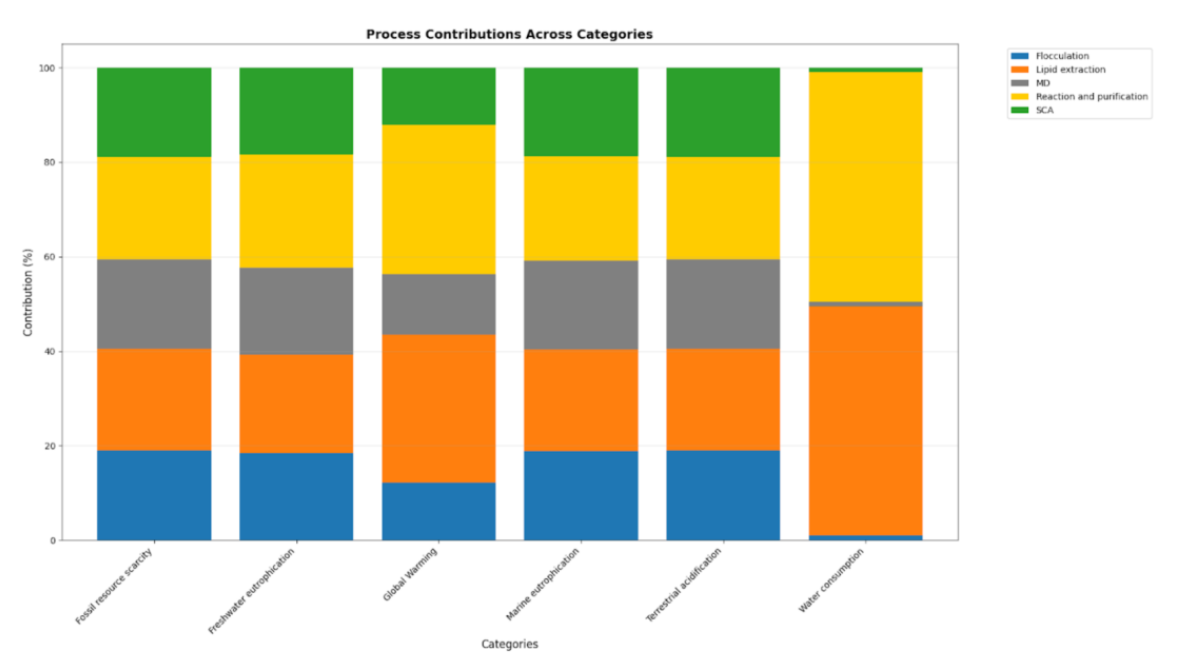 Process Contributions Across Categories
Flocculation
Lipid extraction
MD
Reaction and purification
SCA
100
80
60
40
20
0
Contribution (%)
Fossil resource scarcity
Freshwater eutrophication
Global Warming
Marine eutrophication
Terrestrial acidification
Water consumption
Categories